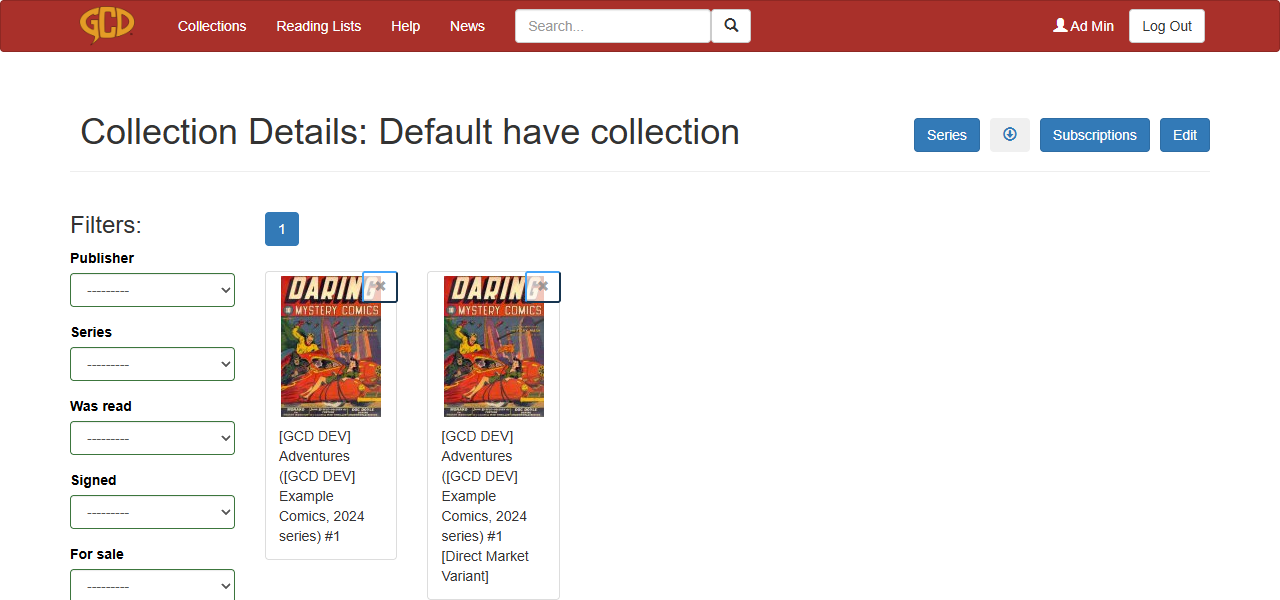 GCD
Collections Reading Lists Help News Search... Ad Min Log Out
Collection Details: Default have collection
Series Subscriptions Edit
Filters:
1
Publisher
---------
Series
---------
Was read
---------
Signed
---------
For sale
---------
DARING
MYSTERY COMICS
[GCD DEV]
Adventures
([GCD DEV]
Example
Comics, 2024
series) #1
DARING
MYSTERY COMICS
[GCD DEV]
Adventures
([GCD DEV]
Example
Comics, 2024
series) #1
[Direct Market
Variant]